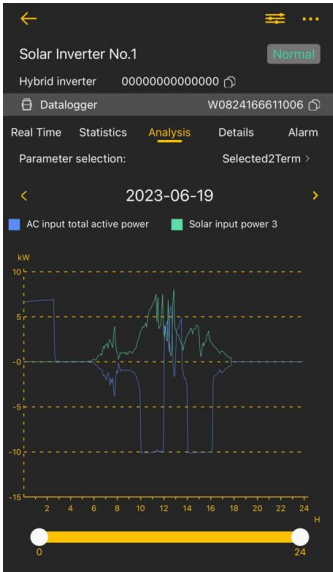 Solar Inverter No.1
Normal
Hybrid inverter 00000000000000
Datalogger W0824166611006
Real Time Statistics Analysis Details Alarm
Parameter selection: Selected2Term >
< 2023-06-19 >
AC input total active power Solar input power 3
kW
10
5
0
-5
-10
-15
2 4 6 8 10 12 14 16 18 20 22 24
H
0 24